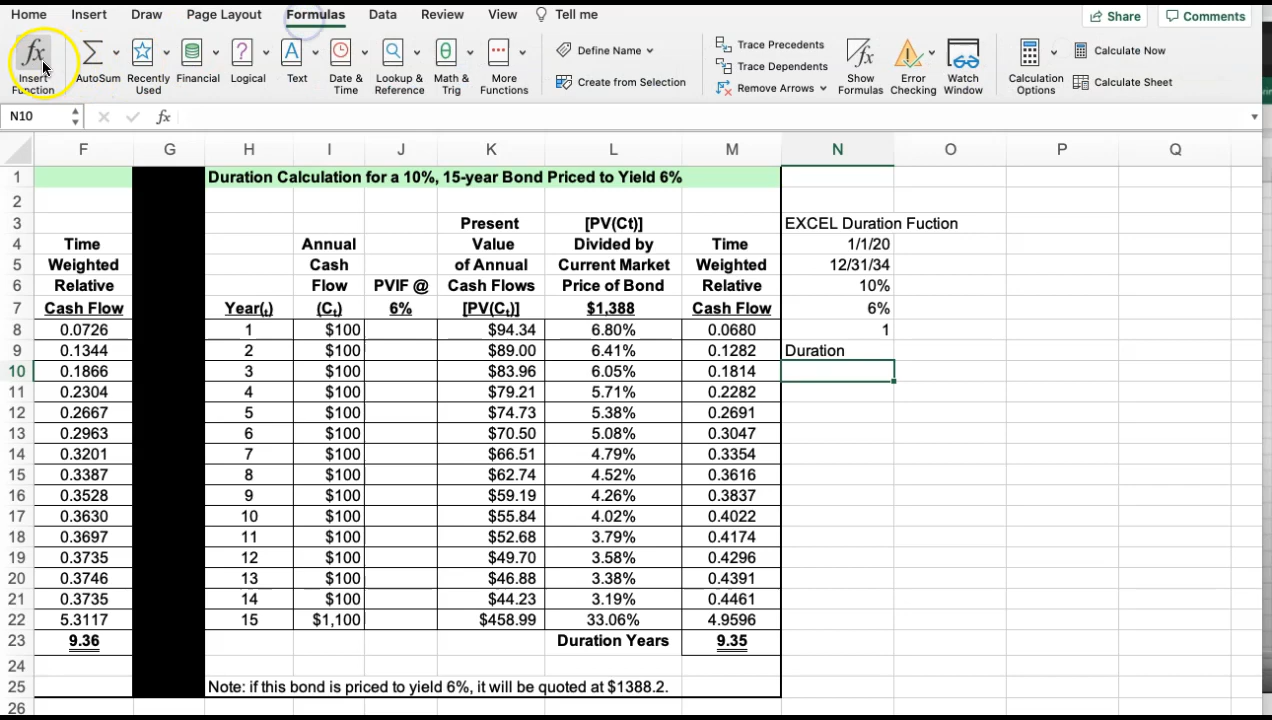 Home Insert Draw Page Layout Formulas Data Review View Tell me Share Comments
fx Σ ? A θ fx
Insert Function AutoSum Recently Used Financial Logical Text Date & Time Lookup & Reference Math & Trig More Functions
Define Name
Create from Selection
Trace Precedents
Trace Dependents
Remove Arrows
Show Formulas Error Checking Watch Window Calculation Options
Calculate Now
Calculate Sheet
N10 fx
F G H I J K L M N O P Q
1 Duration Calculation for a 10%, 15-year Bond Priced to Yield 6%
2
3 Present [PV(Ct)] EXCEL Duration Fuction
4 Time Annual Value Divided by Time 1/1/20
5 Weighted Cash of Annual Current Market Weighted 12/31/34
6 Relative Flow PVIF @ Cash Flows Price of Bond Relative 10%
7 Cash Flow Year(t) (Ct) 6% [PV(Ct)] $1,388 Cash Flow 6%
8 0.0726 1 $100 $94.34 6.80% 0.0680 1
9 0.1344 2 $100 $89.00 6.41% 0.1282 Duration
10 0.1866 3 $100 $83.96 6.05% 0.1814
11 0.2304 4 $100 $79.21 5.71% 0.2282
12 0.2667 5 $100 $74.73 5.38% 0.2691
13 0.2963 6 $100 $70.50 5.08% 0.3047
14 0.3201 7 $100 $66.51 4.79% 0.3354
15 0.3387 8 $100 $62.74 4.52% 0.3616
16 0.3528 9 $100 $59.19 4.26% 0.3837
17 0.3630 10 $100 $55.84 4.02% 0.4022
18 0.3697 11 $100 $52.68 3.79% 0.4174
19 0.3735 12 $100 $49.70 3.58% 0.4296
20 0.3746 13 $100 $46.88 3.38% 0.4391
21 0.3735 14 $100 $44.23 3.19% 0.4461
22 5.3117 15 $1,100 $458.99 33.06% 4.9596
23 9.36 Duration Years 9.35
24
25 Note: if this bond is priced to yield 6%, it will be quoted at $1388.2.
26